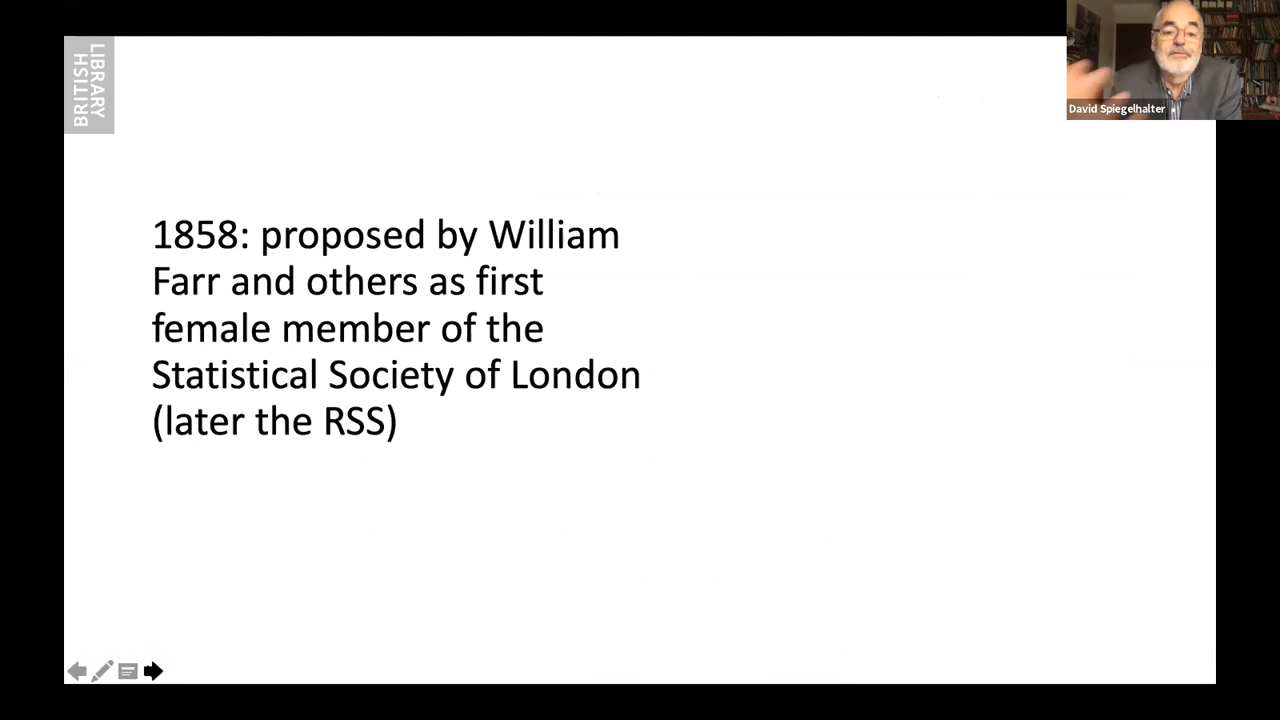 BRITISH
LIBRARY
David Spiegelhalter
1858: proposed by William
Farr and others as first
female member of the
Statistical Society of London
(later the RSS)